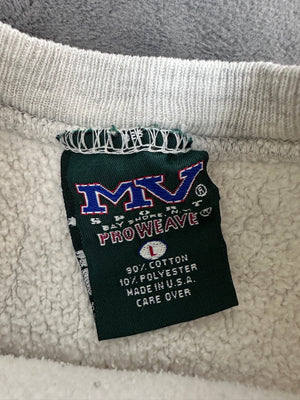 MV®
SPORT
BAY SHORE, N.Y.
PROWEAVE
L
90% COTTON
10% POLYESTER
MADE IN U.S.A.
CARE OVER